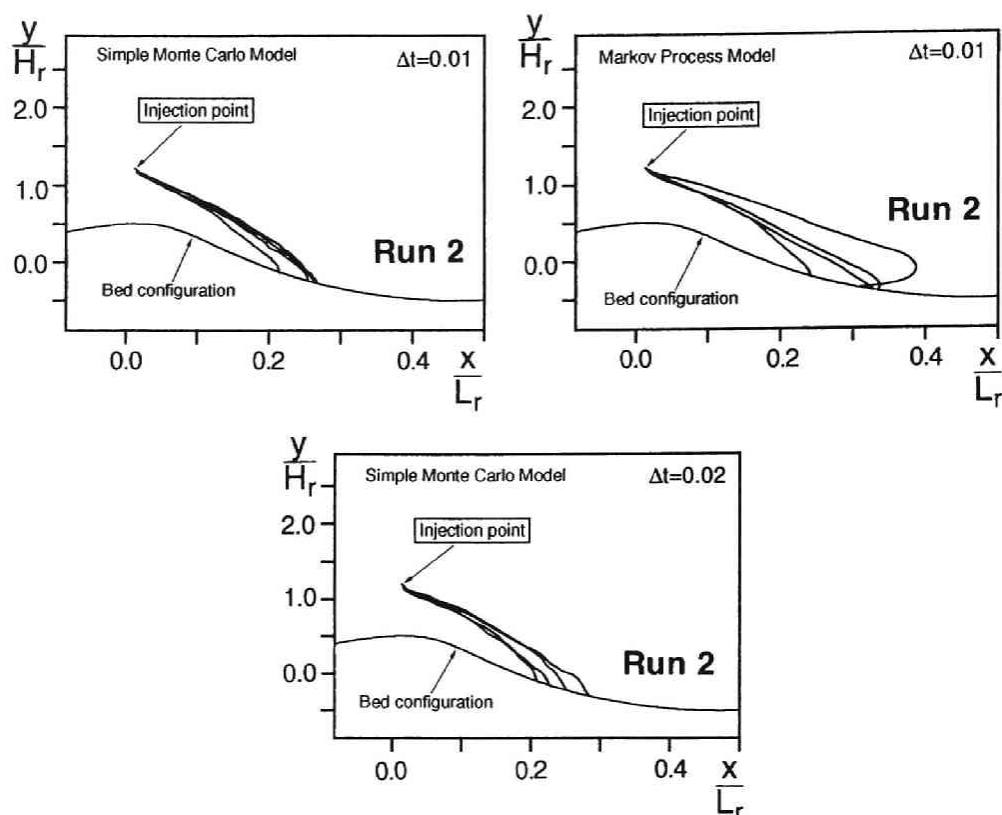 y
H_r
Simple Monte Carlo Model
Δt=0.01
2.0
Injection point
1.0
Run 2
0.0
Bed configuration
0.0
0.2
0.4
x
L_r
y
H_r
Markov Process Model
Δt=0.01
2.0
Injection point
1.0
Run 2
0.0
Bed configuration
0.0
0.2
0.4
x
L_r
y
H_r
Simple Monte Carlo Model
Δt=0.02
2.0
Injection point
1.0
Run 2
0.0
Bed configuration
0.0
0.2
0.4
x
L_r